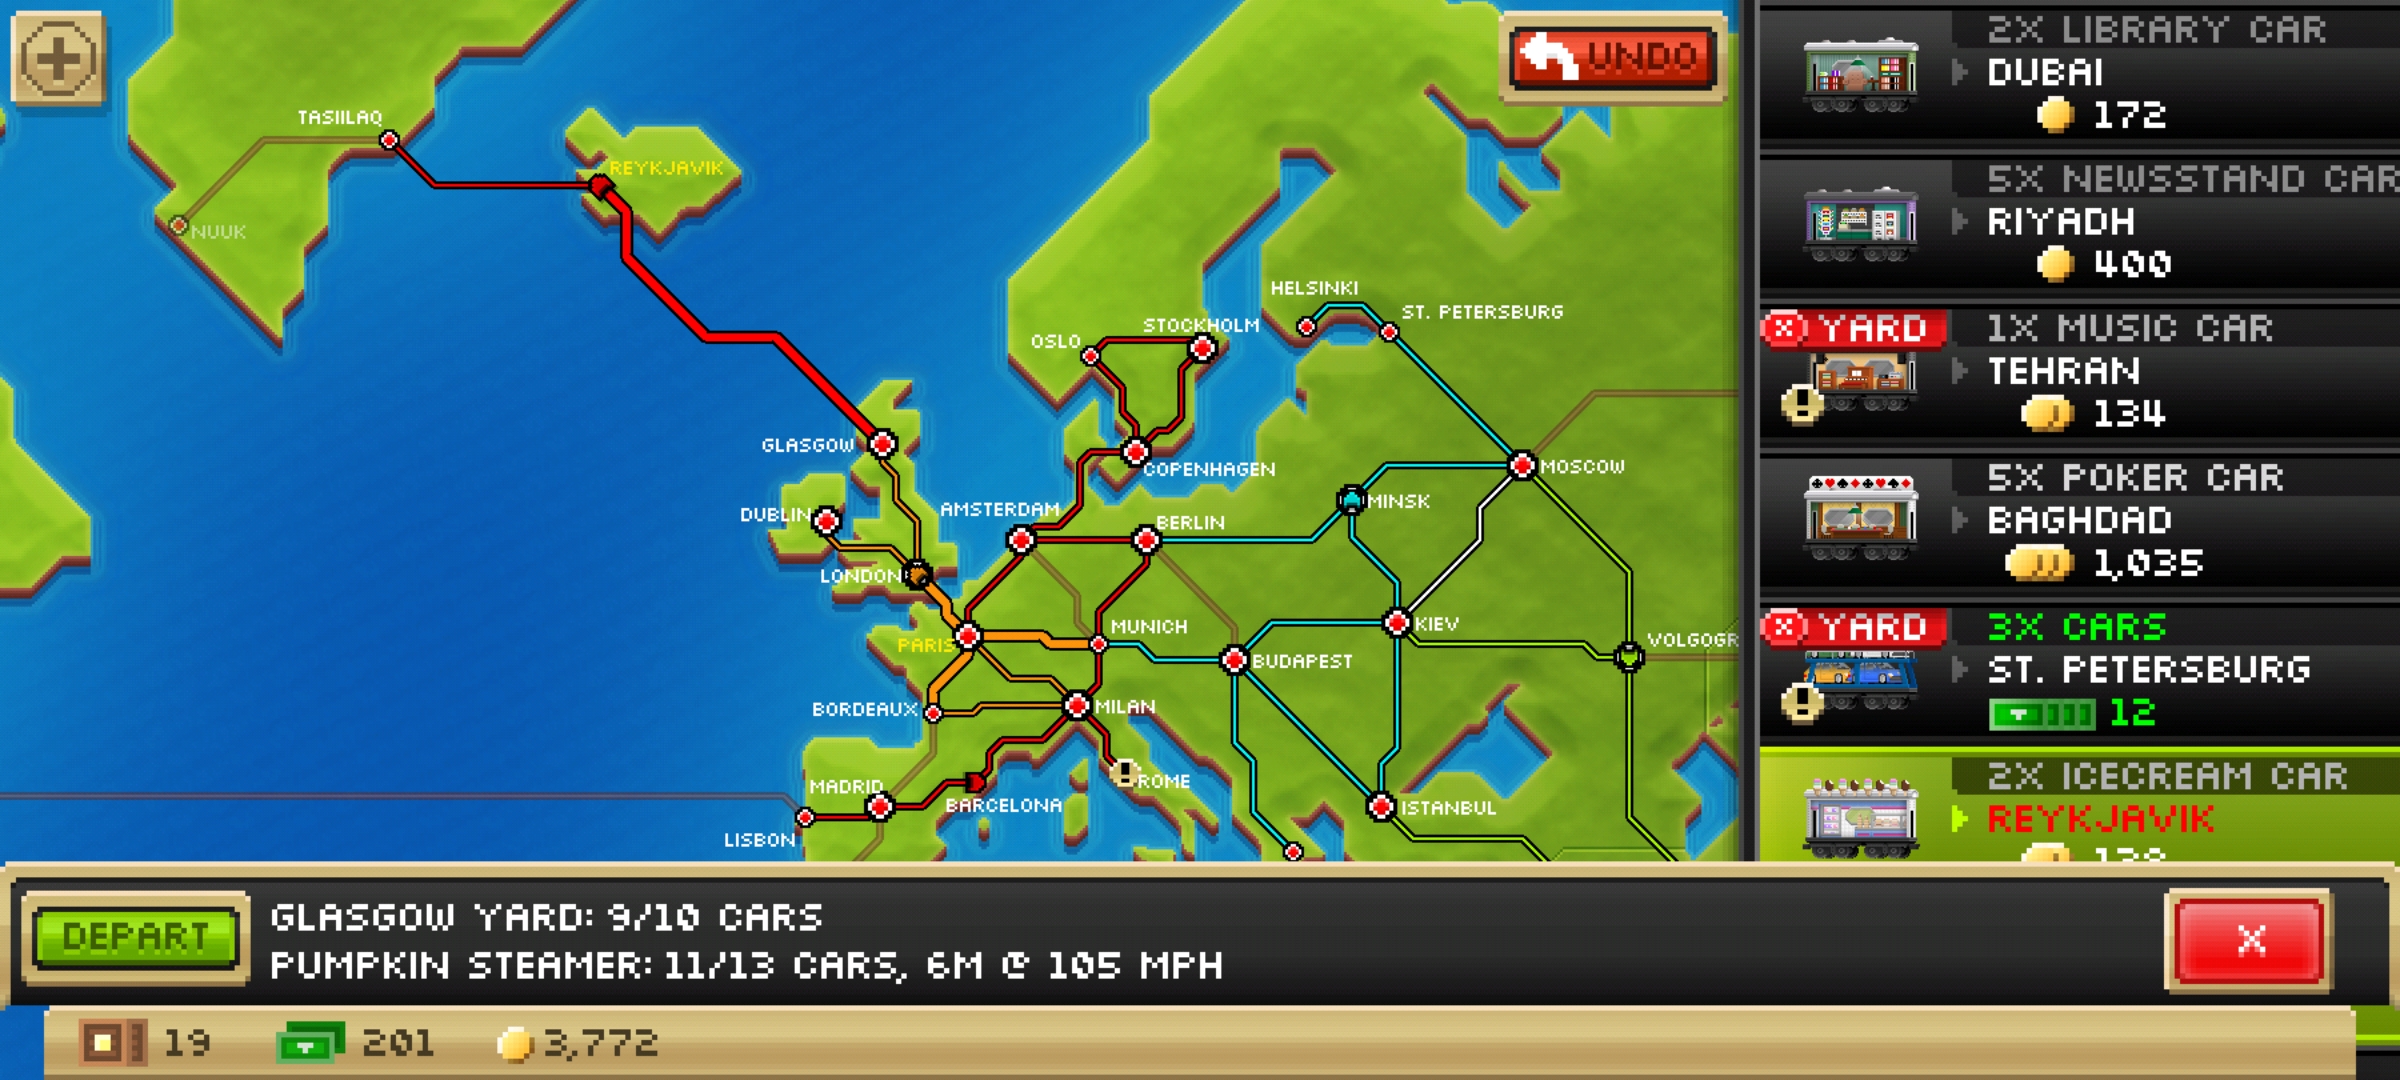 UNDO
TASIILAQ
REYKJAVIK
NUUK
HELSINKI
ST. PETERSBURG
STOCKHOLM
OSLO
GLASGOW
COPENHAGEN
MOSCOW
MINSK
DUBLIN
AMSTERDAM
BERLIN
LONDON
PARIS
MUNICH
KIEV
VOLGOGR
BUDAPEST
BORDEAUX
MILAN
MADRID
BARCELONA
ROME
ISTANBUL
LISBON
2X LIBRARY CAR
DUBAI
172
5X NEWSSTAND CAR
RIYADH
400
YARD
1X MUSIC CAR
TEHRAN
134
5X POKER CAR
BAGHDAD
1,035
YARD
3X CARS
ST. PETERSBURG
12
2X ICECREAM CAR
REYKJAVIK
DEPART
GLASGOW YARD: 9/10 CARS
PUMPKIN STEAMER: 11/13 CARS, 6M @ 105 MPH
X
19
201
3,772